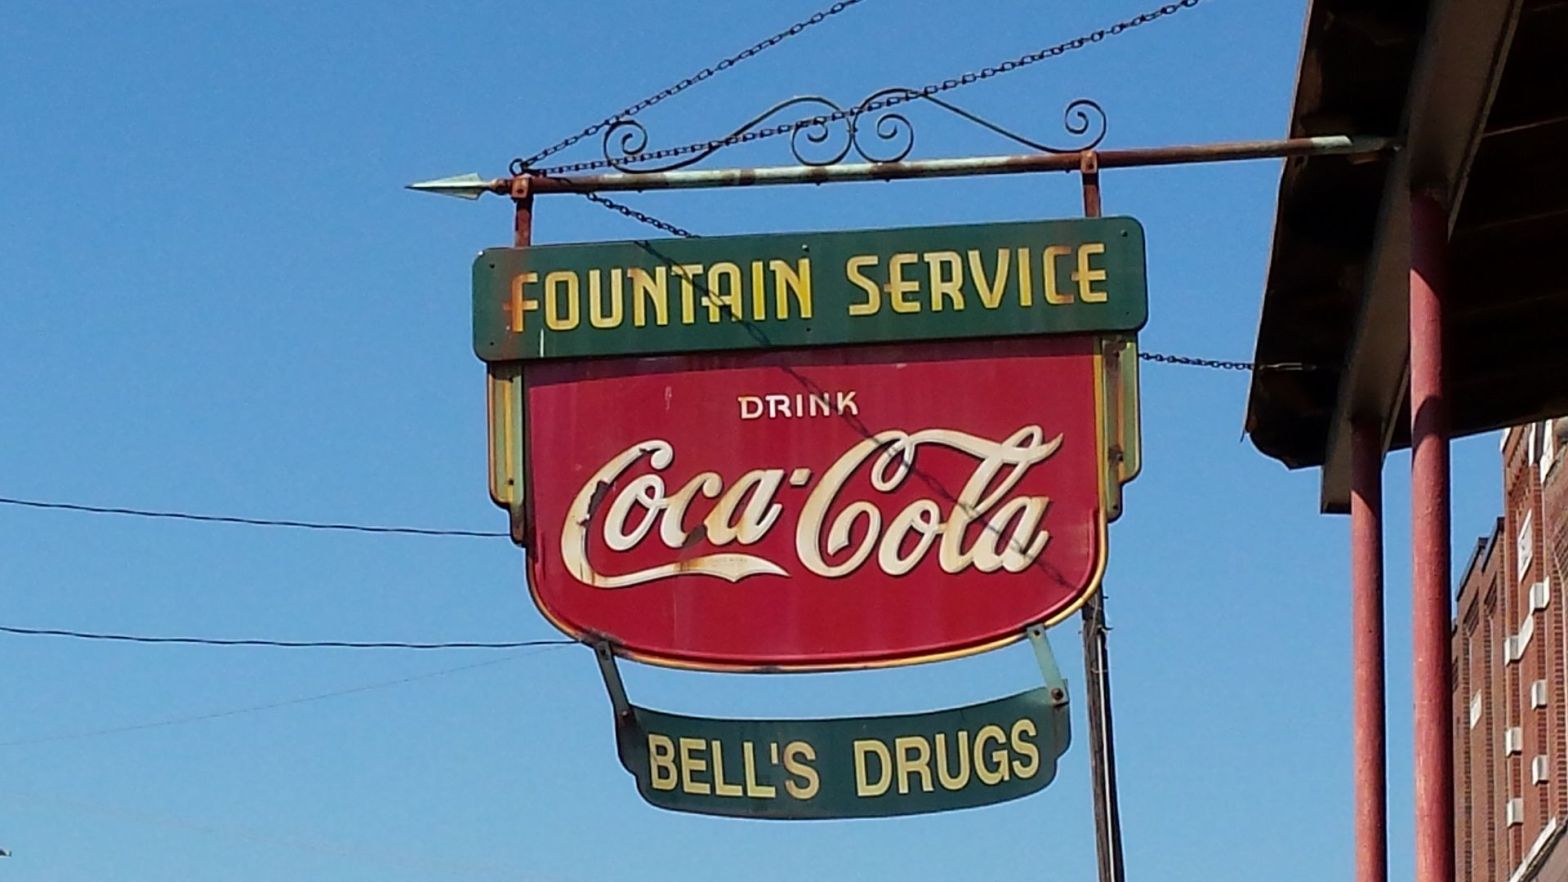 FOUNTAIN SERVICE
DRINK
Coca-Cola
BELL'S DRUGS